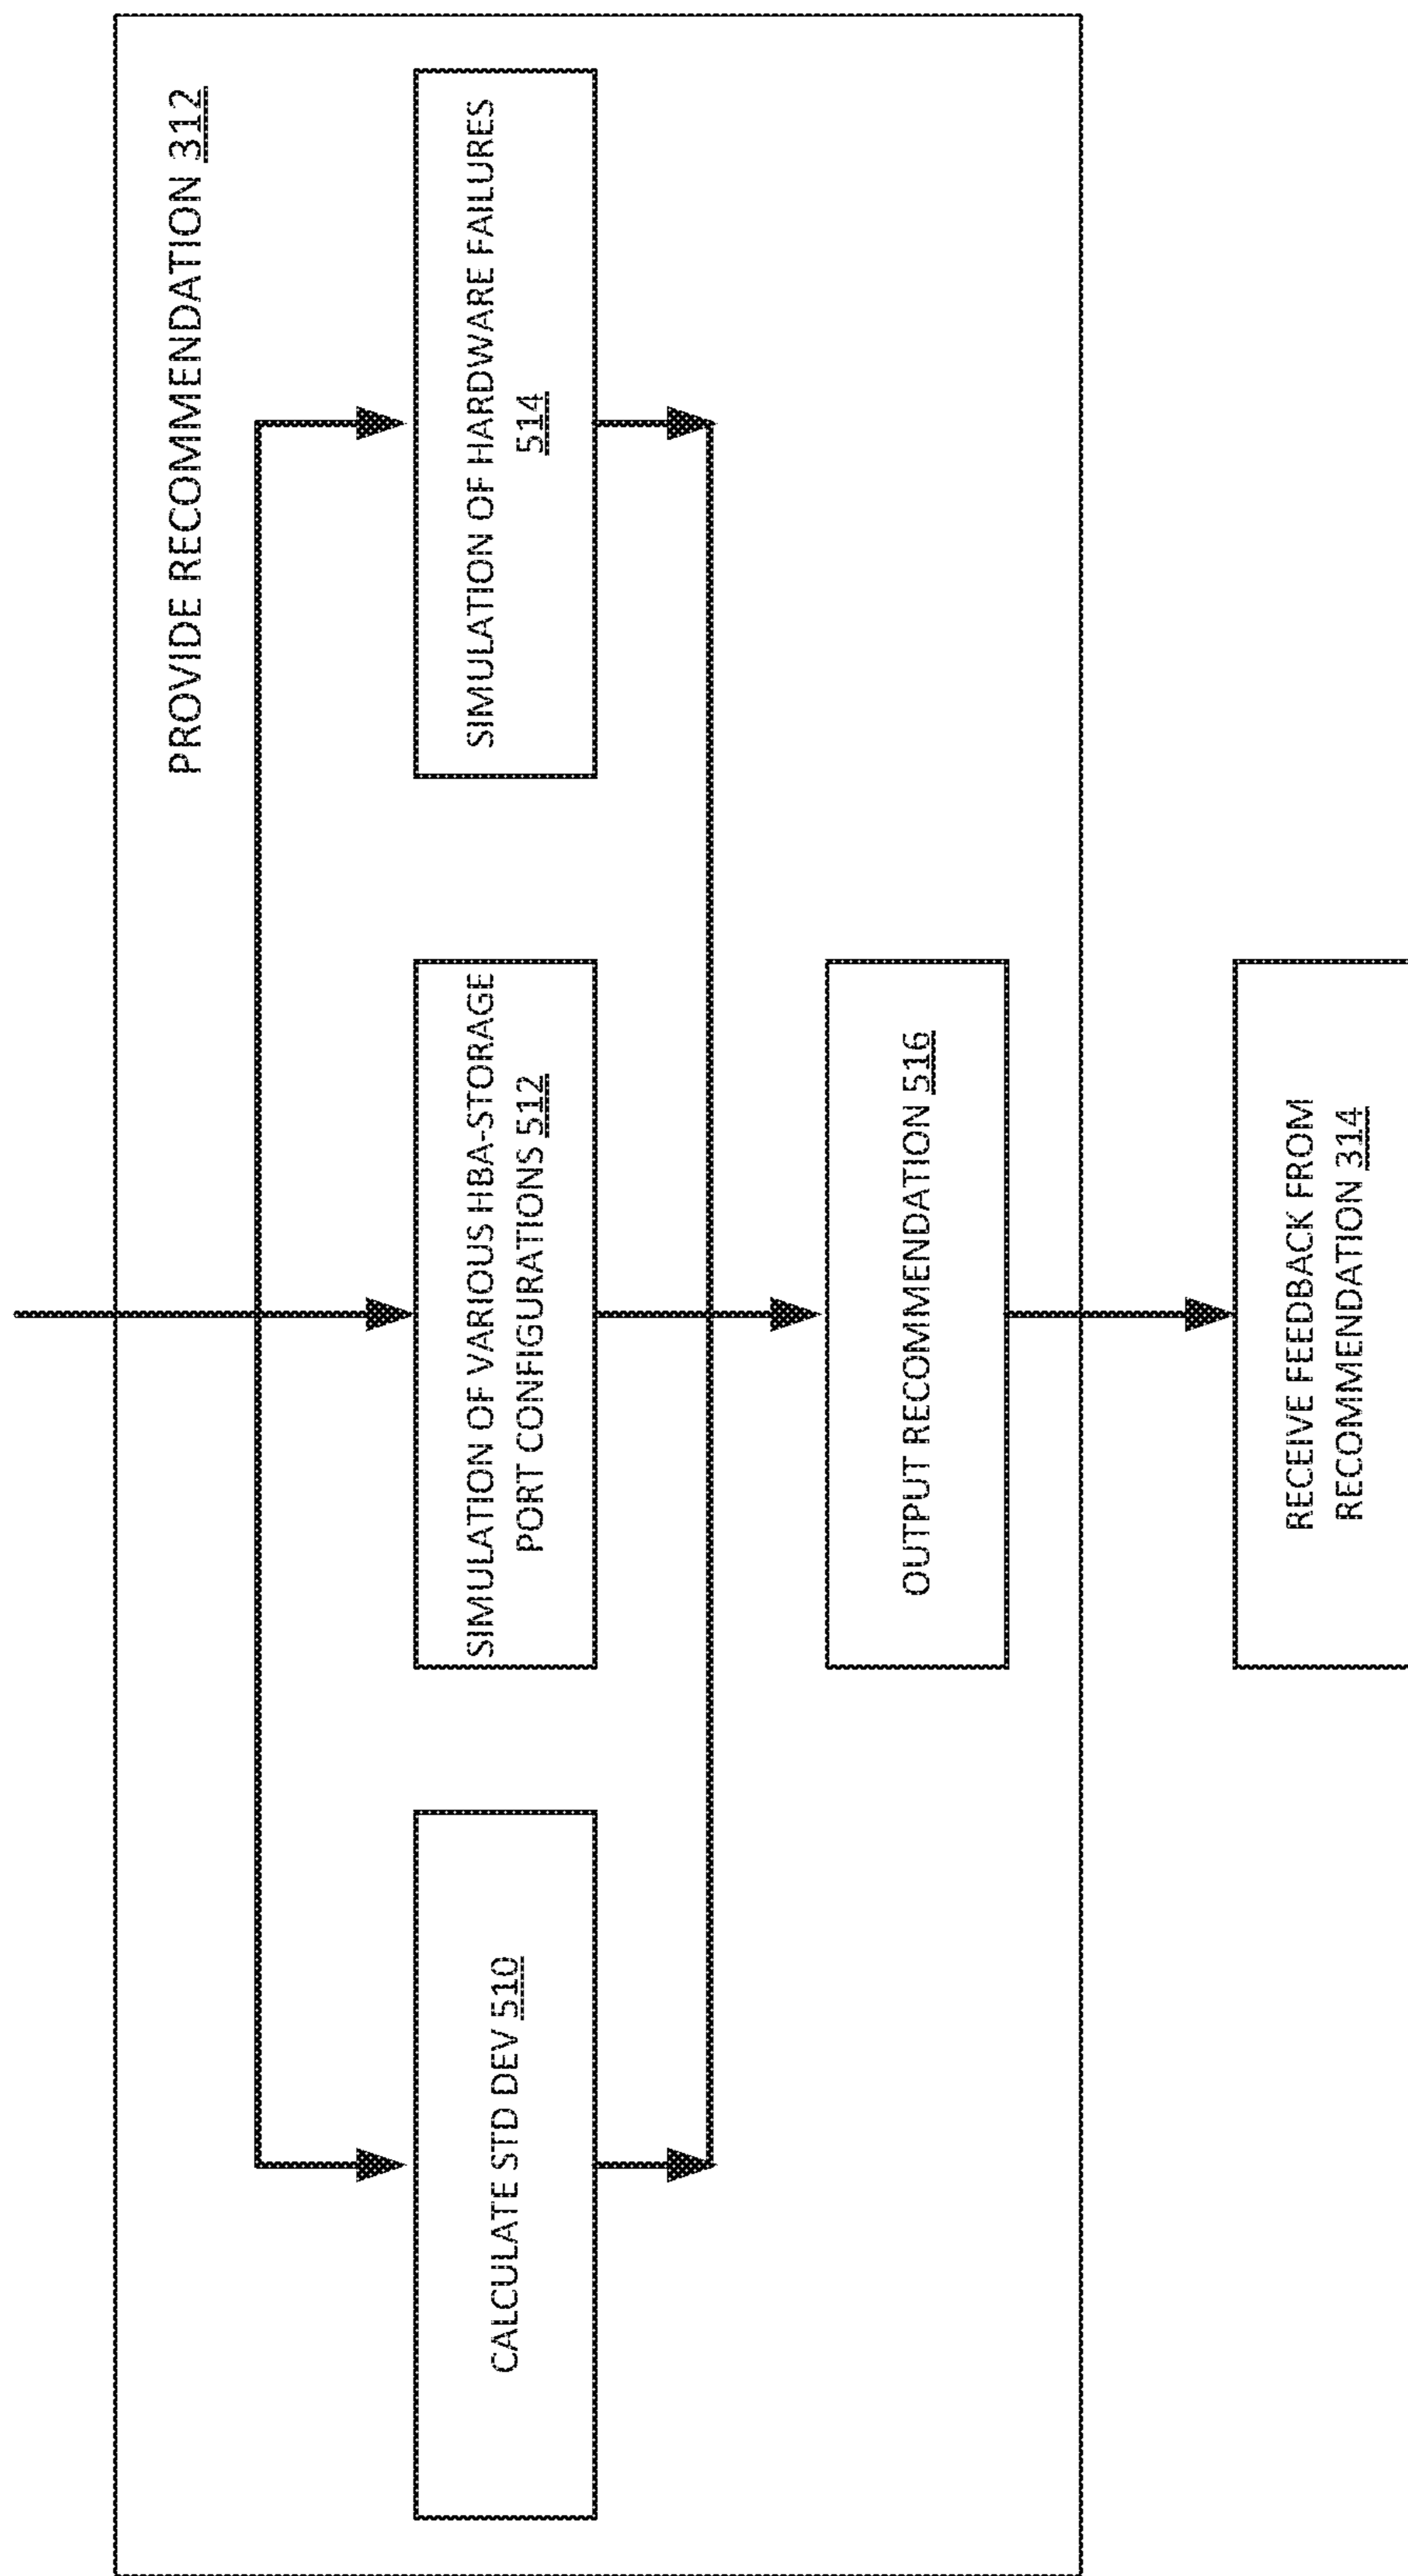 PROVIDE RECOMMENDATION 312
CALCULATE STD DEV 510
SIMULATION OF VARIOUS HBA-STORAGE
PORT CONFIGURATIONS 512
SIMULATION OF HARDWARE FAILURES
514
OUTPUT RECOMMENDATION 516
RECEIVE FEEDBACK FROM
RECOMMENDATION 314